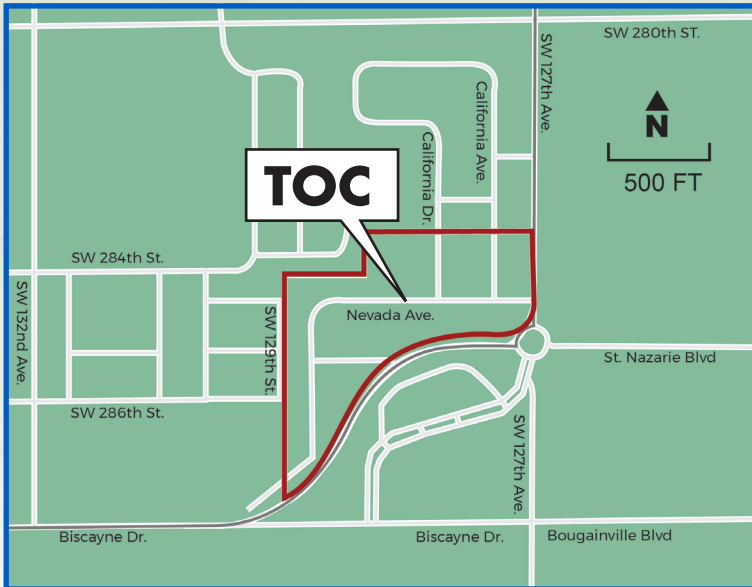 SW 280th ST.
SW 127th Ave.
N
500 FT
California Ave.
California Dr.
TOC
SW 284th St.
SW 132nd Ave.
SW 129th St.
Nevada Ave.
St. Nazarie Blvd
SW 286th St.
SW 127th Ave.
Biscayne Dr.
Biscayne Dr.
Bougainville Blvd